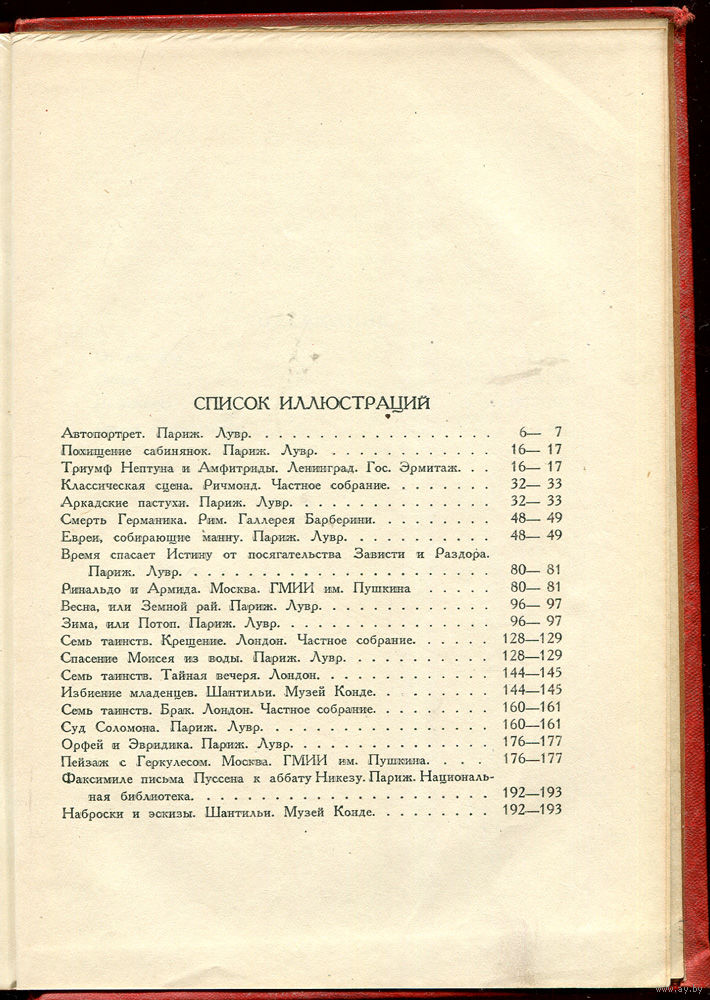 СПИСОК ИЛЛЮСТРАЦИЙ
Автопортрет. Париж. Лувр. . . . . . . . . . . . . . . . . . 6— 7
Похищение сабинянок. Париж. Лувр. . . . . . . . . . . . . 16— 17
Триумф Нептуна и Амфитриды. Ленинград. Гос. Эрмитаж. . . 16— 17
Классическая сцена. Ричмонд. Частное собрание. . . . . . . . 32— 33
Аркадские пастухи. Париж. Лувр. . . . . . . . . . . . . . . 32— 33
Смерть Германика. Рим. Галлерея Барберини. . . . . . . . . 48— 49
Евреи, собирающие манну. Париж. Лувр. . . . . . . . . . . 48— 49
Время спасает Истину от посягательства Зависти и Раздора.
Париж. Лувр. . . . . . . . . . . . . . . . . . . . . . . 80— 81
Ринальдо и Армида. Москва. ГМИИ им. Пушкина . . . . . 80— 81
Весна, или Земной рай. Париж. Лувр. . . . . . . . . . . . . 96— 97
Зима, или Потоп. Париж. Лувр. . . . . . . . . . . . . . . . 96— 97
Семь таинств. Крещение. Лондон. Частное собрание. . . . . . 128—129
Спасение Моисея из воды. Париж. Лувр. . . . . . . . . . . 128—129
Семь таинств. Тайная вечеря. Лондон. . . . . . . . . . . . . 144—145
Избиение младенцев. Шантильи. Музей Конде. . . . . . . . . 144—145
Семь таинств. Брак. Лондон. Частное собрание. . . . . . . . . 160—161
Суд Соломона. Париж. Лувр. . . . . . . . . . . . . . . . . 160—161
Орфей и Эвридика. Париж. Лувр. . . . . . . . . . . . . . . 176—177
Пейзаж с Геркулесом. Москва. ГМИИ им. Пушкина. . . . . 176—177
Факсимиле письма Пуссена к аббату Никезу. Париж. Националь-
ная библиотека. . . . . . . . . . . . . . . . . . . . . . 192—193
Наброски и эскизы. Шантильи. Музей Конде. . . . . . . . . 192—193
www.ay.by